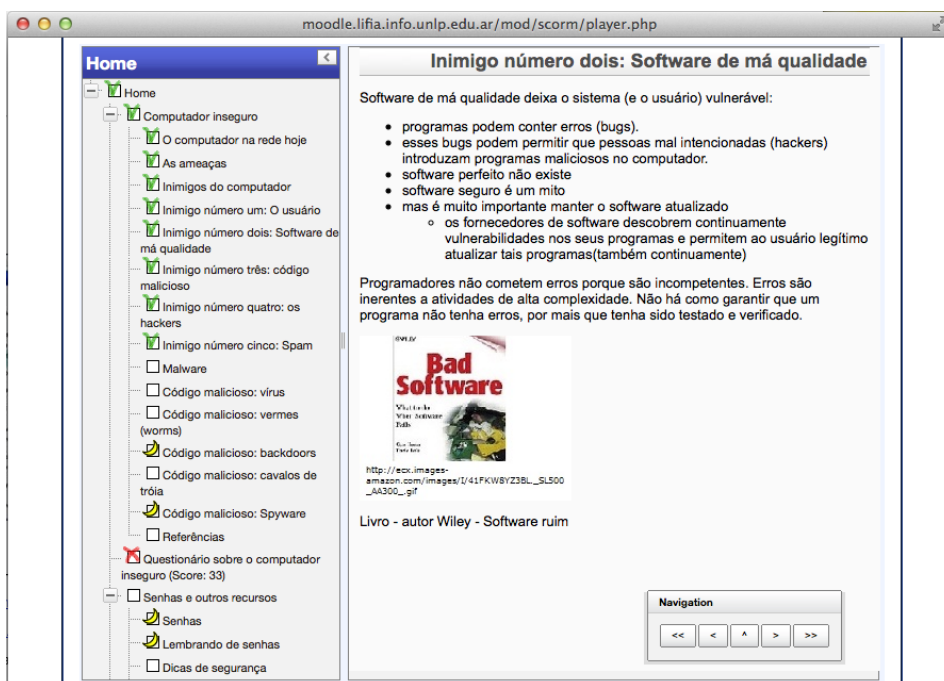 moodle.lifia.info.unlp.edu.ar/mod/scorm/player.php
Home
Home
Computador inseguro
O computador na rede hoje
As ameaças
Inimigos do computador
Inimigo número um: O usuário
Inimigo número dois: Software de
má qualidade
Inimigo número três: código
malicioso
Inimigo número quatro: os
hackers
Inimigo número cinco: Spam
Malware
Código malicioso: vírus
Código malicioso: vermes
(worms)
Código malicioso: backdoors
Código malicioso: cavalos de
tróia
Código malicioso: Spyware
Referências
Questionário sobre o computador
inseguro (Score: 33)
Senhas e outros recursos
Senhas
Lembrando de senhas
Dicas de segurança
Inimigo número dois: Software de má qualidade
Software de má qualidade deixa o sistema (e o usuário) vulnerável:
programas podem conter erros (bugs).
esses bugs podem permitir que pessoas mal intencionadas (hackers)
introduzam programas maliciosos no computador.
software perfeito não existe
software seguro é um mito
mas é muito importante manter o software atualizado
os fornecedores de software descobrem continuamente
vulnerabilidades nos seus programas e permitem ao usuário legítimo
atualizar tais programas(também continuamente)
Programadores não cometem erros porque são incompetentes. Erros são
inerentes a atividades de alta complexidade. Não há como garantir que um
programa não tenha erros, por mais que tenha sido testado e verificado.
Bad
Software
What to Do
When Software
Fails
http://ecx.images-
amazon.com/images/I/41FKW8YZ3BL._SL500
_AA300_.gif
Livro - autor Wiley - Software ruim
Navigation
<< < ^ > >>